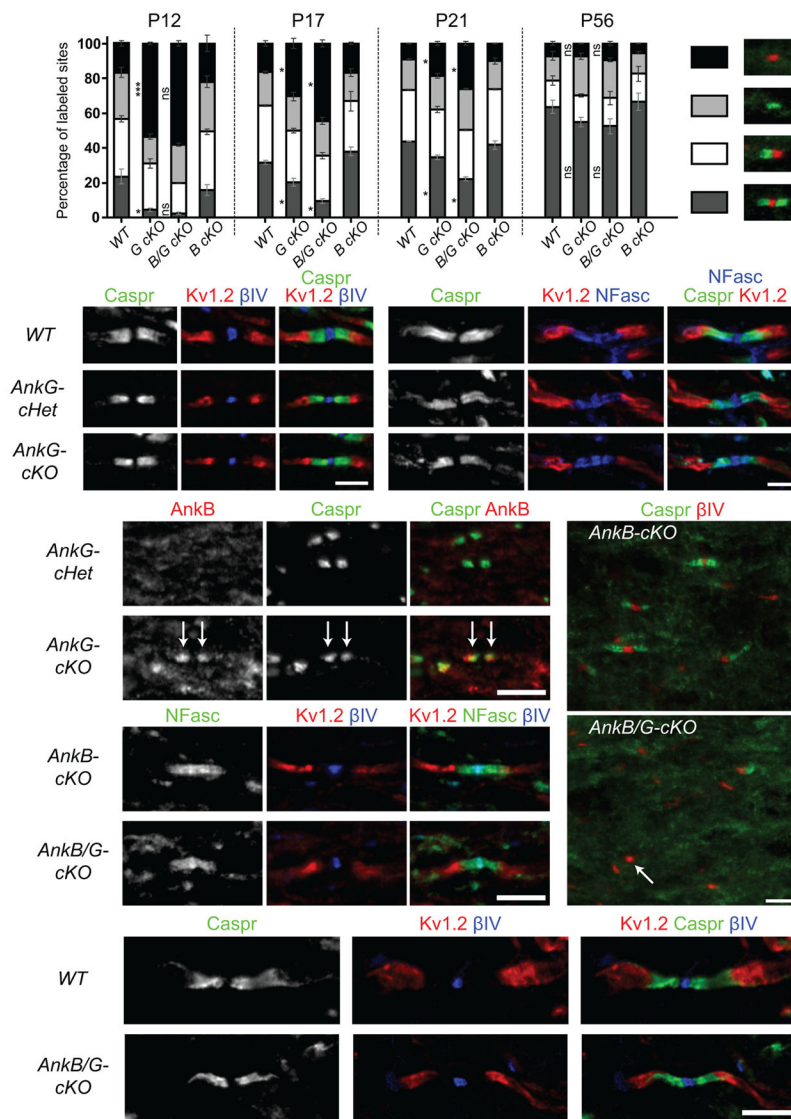 P12 P17 P21 P56
Percentage of labeled sites
100
80
60
40
20
0
*** ns * * * * ns ns
* ns * * * * ns ns
WT G cKO B/G cKO B cKO WT G cKO B/G cKO B cKO WT G cKO B/G cKO B cKO WT G cKO B/G cKO B cKO
Caspr NFasc
Caspr Kv1.2 βIV Kv1.2 βIV Caspr Kv1.2 NFasc Caspr Kv1.2
WT
AnkG-
cHet
AnkG-
cKO
AnkB Caspr Caspr AnkB Caspr βIV
AnkG-
cHet
AnkB-cKO
AnkG-
cKO
NFasc Kv1.2 βIV Kv1.2 NFasc βIV
AnkB-
cKO
AnkB/G-cKO
AnkB/G-
cKO
Caspr Kv1.2 βIV Kv1.2 Caspr βIV
WT
AnkB/G-
cKO